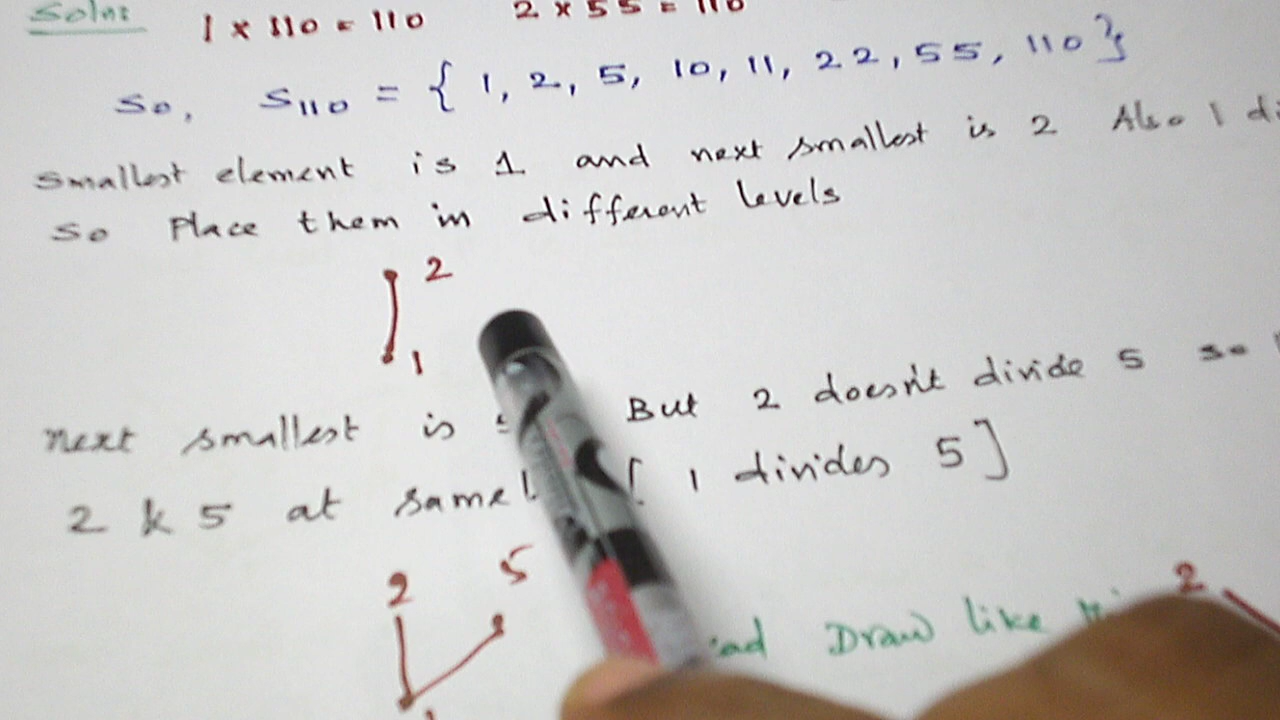 Soln:
1 x 110 = 110 2 x 55 = 110
So, S110 = { 1, 2, 5, 10, 11, 22, 55, 110 }
Smallest element is 1 and next smallest is 2 Also 1
So Place them in different levels
2
1
next smallest is But 2 doesn't divide 5 so
2 & 5 at same [ 1 divides 5 ]
2 5
Draw like
2